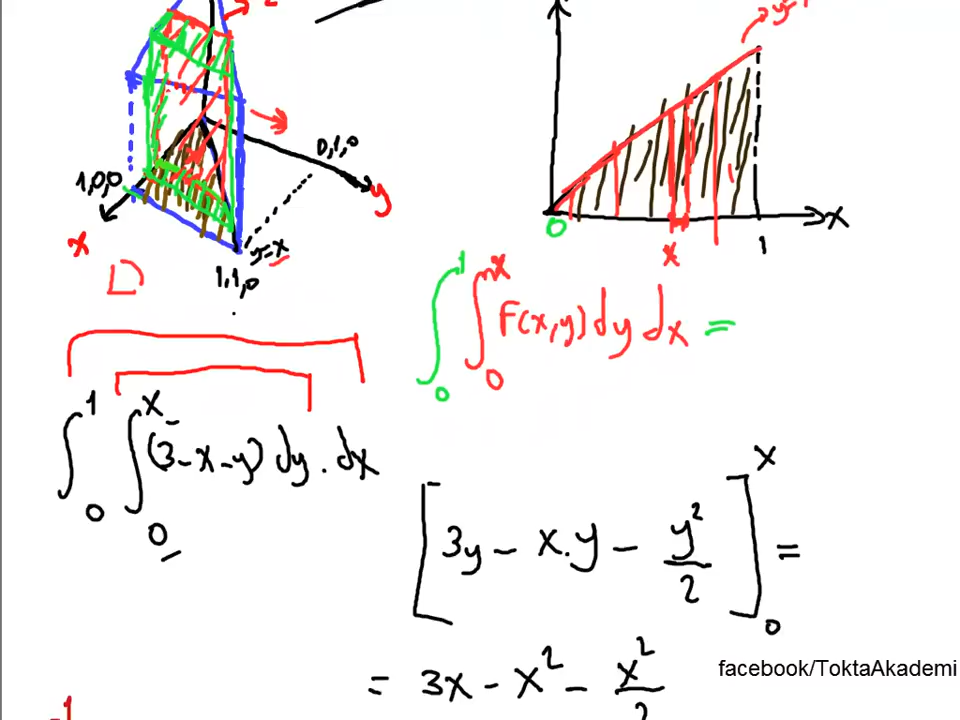 z
y=x
0,1,0
1,0,0
y
x
0
x
1
x
y=x
1,1,0
D
∫₀¹ ∫₀ˣ F(x,y) dy dx =
∫₀¹ ∫₀ˣ (3-x-y) dy . dx
[3y - x.y - y²/2]₀ˣ =
= 3x - x² - x²/2
facebook/ToktaAkademi
1